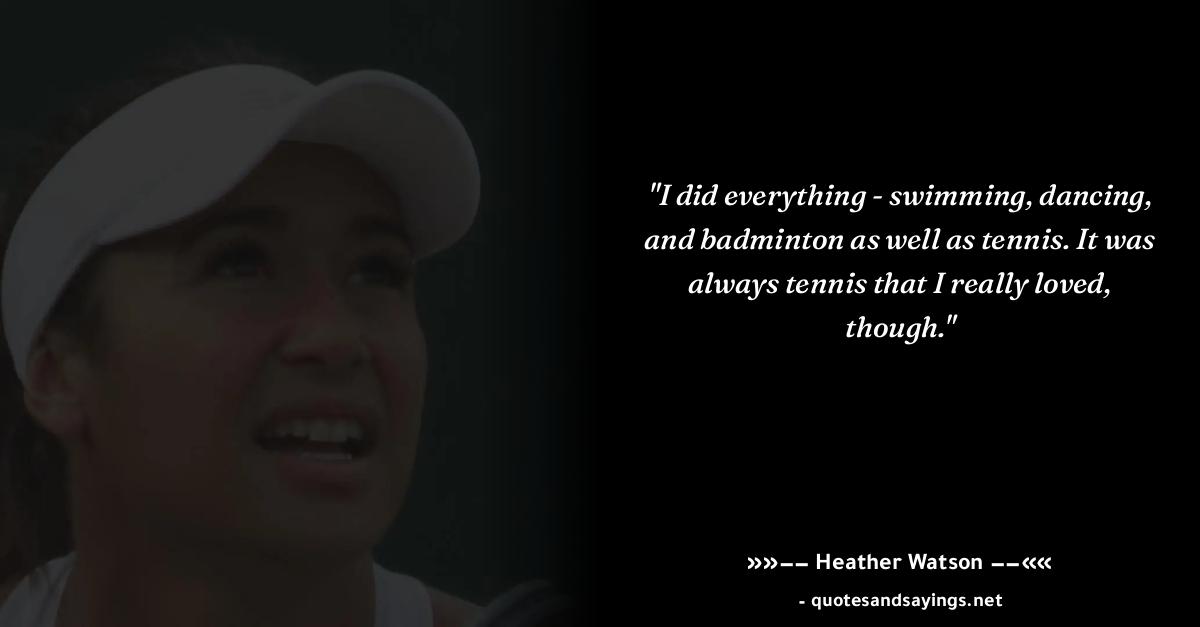 "I did everything - swimming, dancing,
and badminton as well as tennis. It was
always tennis that I really loved,
though."
»»–– Heather Watson ––««
- quotesandsayings.net